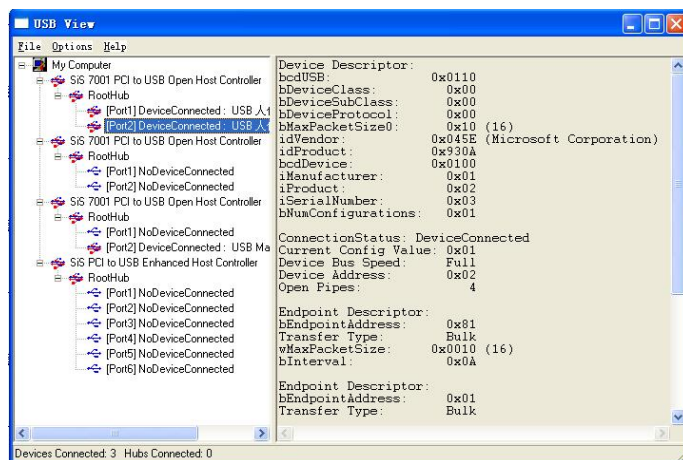 USB View
File Options Help
My Computer
SiS 7001 PCI to USB Open Host Controller
RootHub
[Port1] DeviceConnected : USB 人
[Port2] DeviceConnected : USB 人
SiS 7001 PCI to USB Open Host Controller
RootHub
[Port1] NoDeviceConnected
[Port2] NoDeviceConnected
SiS 7001 PCI to USB Open Host Controller
RootHub
[Port1] NoDeviceConnected
[Port2] DeviceConnected : USB Ma
SiS PCI to USB Enhanced Host Controller
RootHub
[Port1] NoDeviceConnected
[Port2] NoDeviceConnected
[Port3] NoDeviceConnected
[Port4] NoDeviceConnected
[Port5] NoDeviceConnected
[Port6] NoDeviceConnected
Device Descriptor:
bcdUSB: 0x0110
bDeviceClass: 0x00
bDeviceSubClass: 0x00
bDeviceProtocol: 0x00
bMaxPacketSize0: 0x10 (16)
idVendor: 0x045E (Microsoft Corporation)
idProduct: 0x930A
bcdDevice: 0x0100
iManufacturer: 0x01
iProduct: 0x02
iSerialNumber: 0x03
bNumConfigurations: 0x01
ConnectionStatus: DeviceConnected
Current Config Value: 0x01
Device Bus Speed: Full
Device Address: 0x02
Open Pipes: 4
Endpoint Descriptor:
bEndpointAddress: 0x81
Transfer Type: Bulk
wMaxPacketSize: 0x0010 (16)
bInterval: 0x0A
Endpoint Descriptor:
bEndpointAddress: 0x01
Transfer Type: Bulk
Devices Connected: 3 Hubs Connected: 0